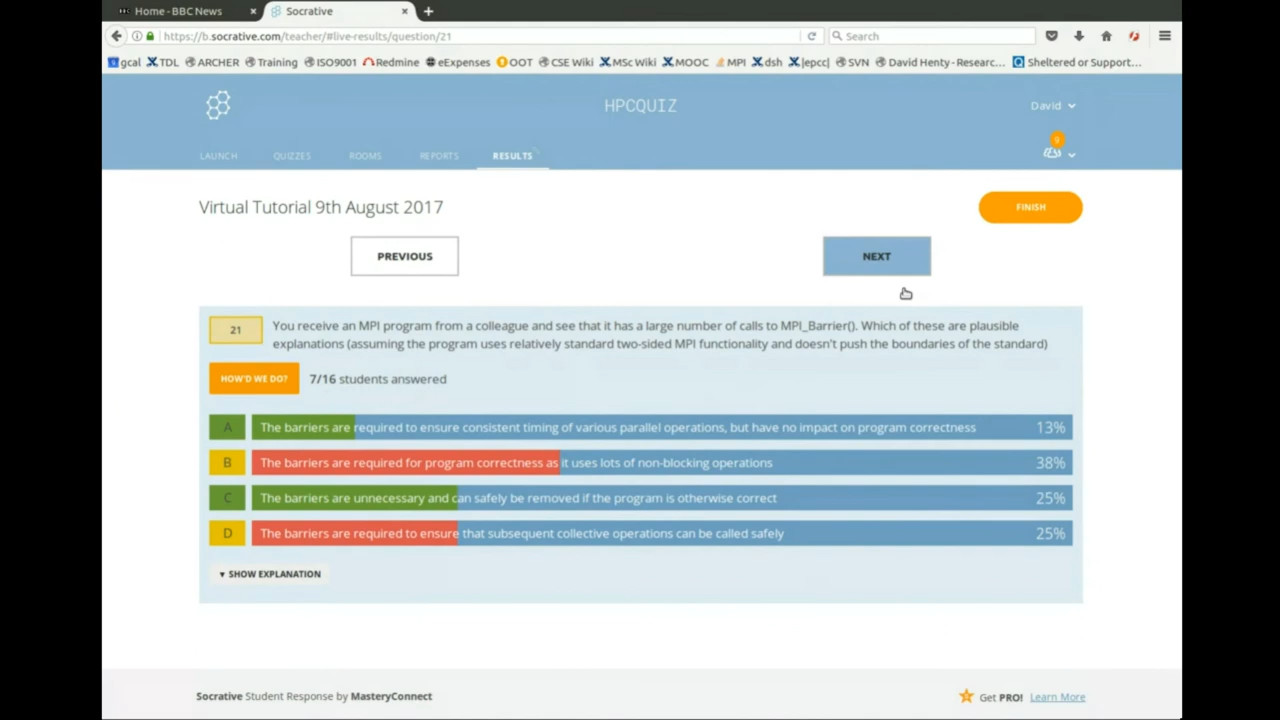 Home - BBC News
Socrative
https://b.socrative.com/teacher/#live-results/question/21
Search
gcal TDL ARCHER Training ISO9001 Redmine eExpenses OOT CSE Wiki MSc Wiki MOOC MPI dsh |epcc| SVN David Henty - Researc... Sheltered or Support...
HPCQUIZ
David
9
LAUNCH QUIZZES ROOMS REPORTS RESULTS
Virtual Tutorial 9th August 2017
FINISH
PREVIOUS
NEXT
21
You receive an MPI program from a colleague and see that it has a large number of calls to MPI_Barrier(). Which of these are plausible
explanations (assuming the program uses relatively standard two-sided MPI functionality and doesn't push the boundaries of the standard)
HOW'D WE DO? 7/16 students answered
A The barriers are required to ensure consistent timing of various parallel operations, but have no impact on program correctness 13%
B The barriers are required for program correctness as it uses lots of non-blocking operations 38%
C The barriers are unnecessary and can safely be removed if the program is otherwise correct 25%
D The barriers are required to ensure that subsequent collective operations can be called safely 25%
▼ SHOW EXPLANATION
Socrative Student Response by MasteryConnect
Get PRO! Learn More